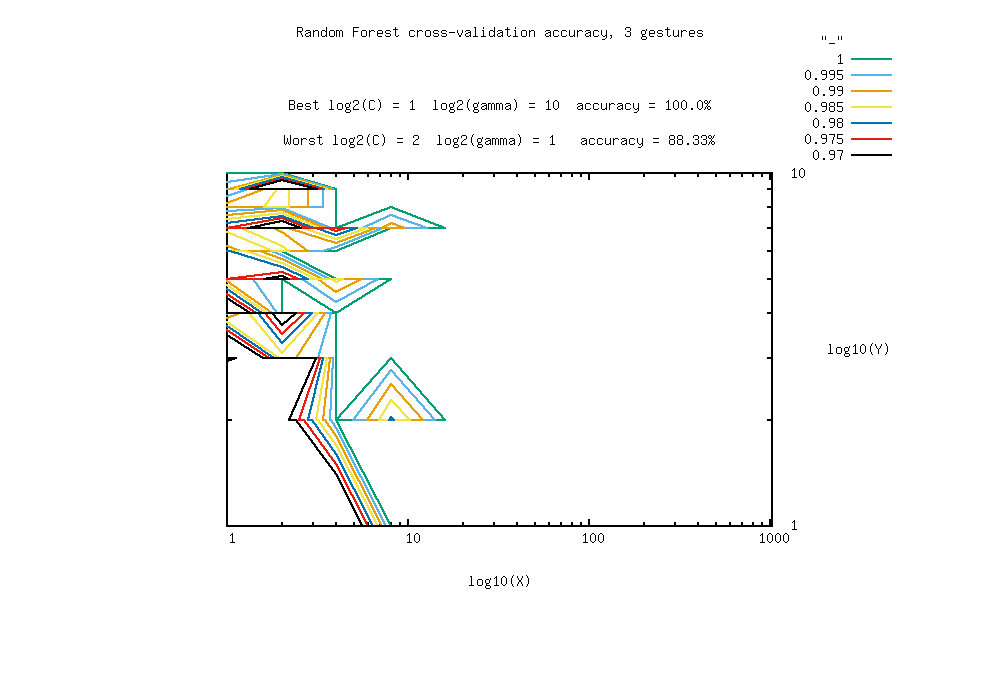 Random Forest cross-validation accuracy, 3 gestures
"_"
1
0.995
0.99
0.985
0.98
0.975
0.97
Best log2(C) = 1  log2(gamma) = 10  accuracy = 100.0%
Worst log2(C) = 2  log2(gamma) = 1   accuracy = 88.33%
10
log10(Y)
1
1 10 100 1000
log10(X)